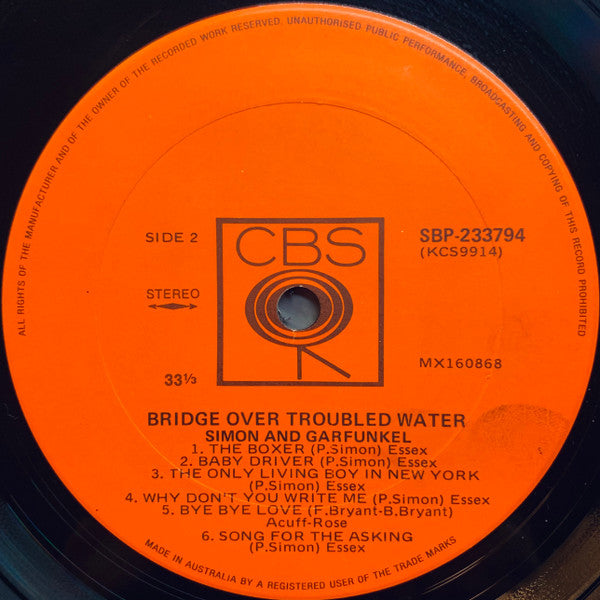 ALL RIGHTS OF THE MANUFACTURER AND OF THE OWNER OF THE RECORDED WORK RESERVED. UNAUTHORISED PUBLIC PERFORMANCE, BROADCASTING AND COPYING OF THIS RECORD PROHIBITED
SIDE 2
CBS
SBP-233794
(KCS9914)
STEREO
33⅓
MX160868
BRIDGE OVER TROUBLED WATER
SIMON AND GARFUNKEL
1. THE BOXER (P.Simon) Essex
2. BABY DRIVER (P.Simon) Essex
3. THE ONLY LIVING BOY IN NEW YORK
(P.Simon) Essex
4. WHY DON'T YOU WRITE ME (P.Simon) Essex
5. BYE BYE LOVE (F.Bryant-B.Bryant)
Acuff-Rose
6. SONG FOR THE ASKING
(P.Simon) Essex
MADE IN AUSTRALIA BY A REGISTERED USER OF THE TRADE MARKS